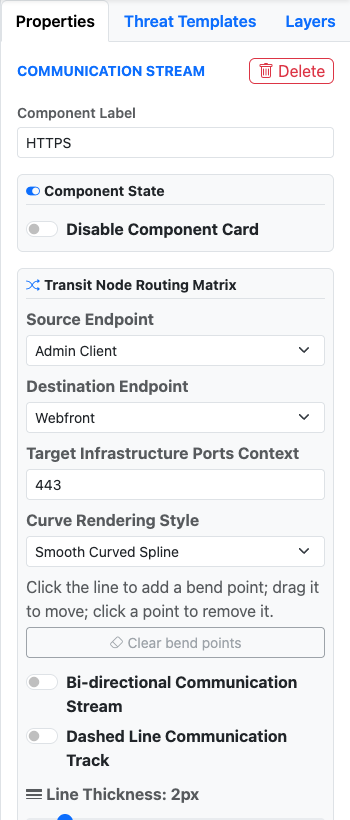 Properties
Threat Templates
Layers
COMMUNICATION STREAM
Delete
Component Label
HTTPS
Component State
Disable Component Card
Transit Node Routing Matrix
Source Endpoint
Admin Client
Destination Endpoint
Webfront
Target Infrastructure Ports Context
443
Curve Rendering Style
Smooth Curved Spline
Click the line to add a bend point; drag it
to move; click a point to remove it.
Clear bend points
Bi-directional Communication
Stream
Dashed Line Communication
Track
Line Thickness: 2px